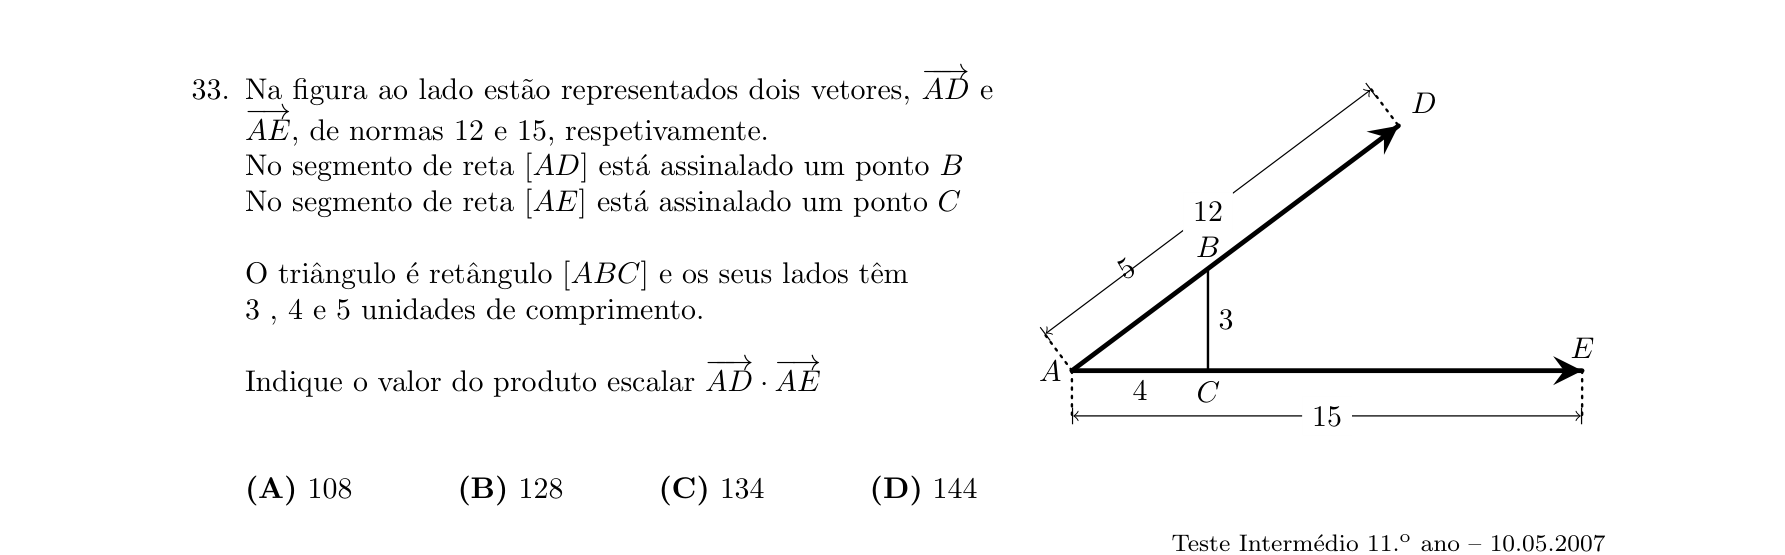 33. Na figura ao lado estão representados dois vetores, $\overrightarrow{AD}$ e
$\overrightarrow{AE}$, de normas 12 e 15, respetivamente.
No segmento de reta [AD] está assinalado um ponto B
No segmento de reta [AE] está assinalado um ponto C
O triângulo é retângulo [ABC] e os seus lados têm
3 , 4 e 5 unidades de comprimento.
Indique o valor do produto escalar $\overrightarrow{AD} \cdot \overrightarrow{AE}$
D
12
B
5
3
E
A
4
C
15
(A) 108 (B) 128 (C) 134 (D) 144
Teste Intermédio 11.º ano – 10.05.2007